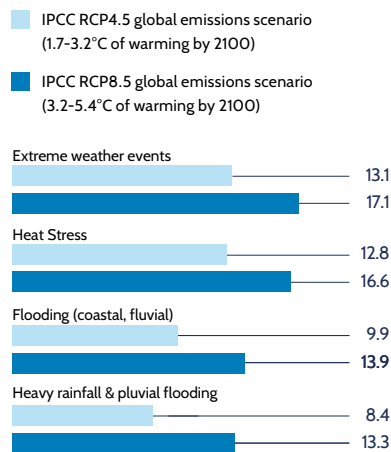 IPCC RCP4.5 global emissions scenario
(1.7-3.2°C of warming by 2100)
IPCC RCP8.5 global emissions scenario
(3.2-5.4°C of warming by 2100)
Extreme weather events
13.1
17.1
Heat Stress
12.8
16.6
Flooding (coastal, fluvial)
9.9
13.9
Heavy rainfall & pluvial flooding
8.4
13.3